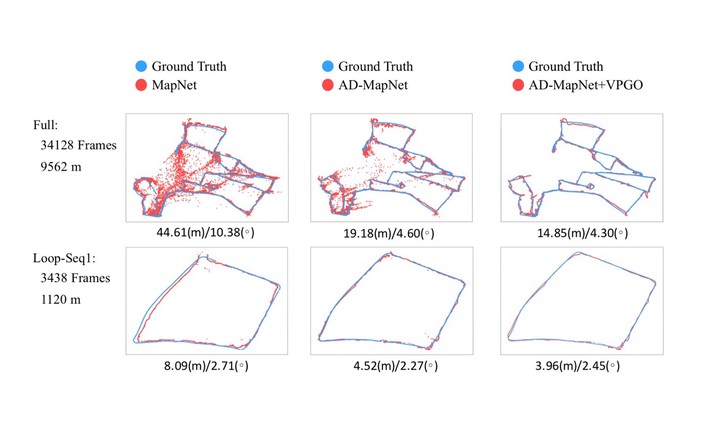 Ground Truth
MapNet
Ground Truth
AD-MapNet
Ground Truth
AD-MapNet+VPGO
Full:
34128 Frames
9562 m
44.61(m)/10.38(○)
19.18(m)/4.60(○)
14.85(m)/4.30(○)
Loop-Seq1:
3438 Frames
1120 m
8.09(m)/2.71(○)
4.52(m)/2.27(○)
3.96(m)/2.45(○)